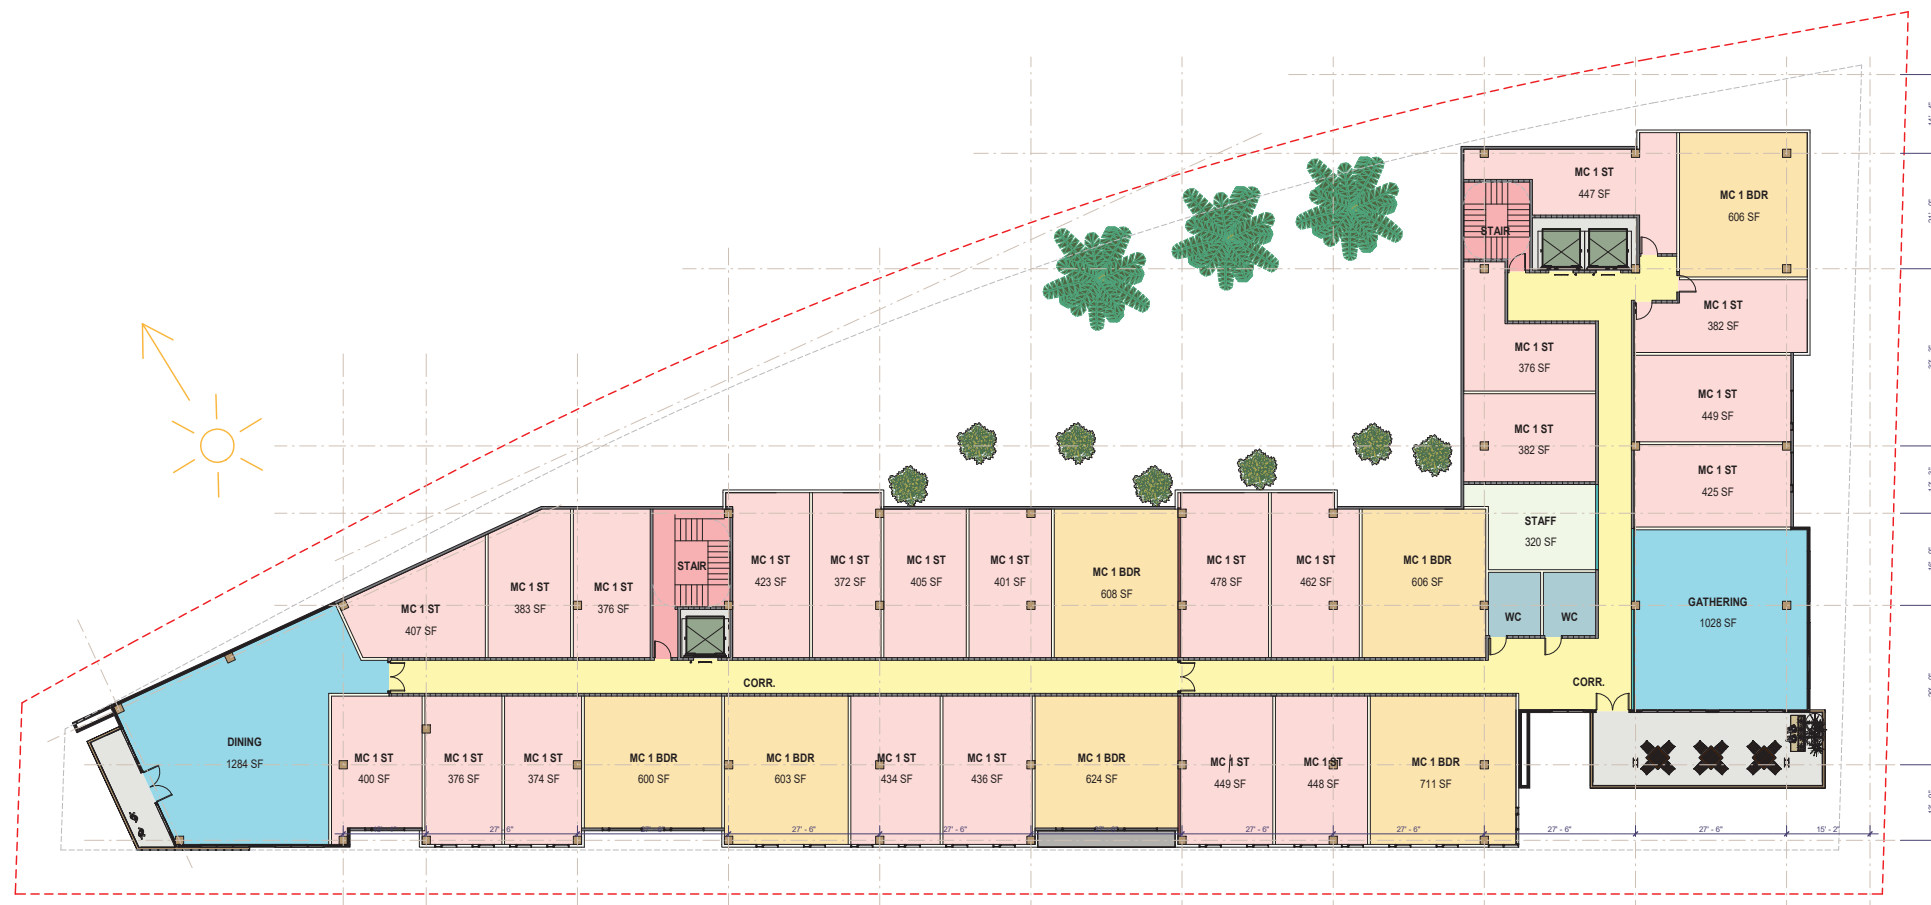 MC 1 ST
447 SF
MC 1 BDR
606 SF
STAIR
MC 1 ST
382 SF
MC 1 ST
376 SF
MC 1 ST
449 SF
MC 1 ST
382 SF
MC 1 ST
425 SF
STAFF
320 SF
GATHERING
1028 SF
WC
WC
MC 1 ST
407 SF
MC 1 ST
383 SF
MC 1 ST
376 SF
STAIR
MC 1 ST
423 SF
MC 1 ST
372 SF
MC 1 ST
405 SF
MC 1 ST
401 SF
MC 1 BDR
608 SF
MC 1 ST
478 SF
MC 1 ST
462 SF
MC 1 BDR
606 SF
CORR.
CORR.
DINING
1284 SF
MC 1 ST
400 SF
MC 1 ST
376 SF
MC 1 ST
374 SF
MC 1 BDR
600 SF
MC 1 BDR
603 SF
MC 1 ST
434 SF
MC 1 ST
436 SF
MC 1 BDR
624 SF
MC 1 ST
449 SF
MC 1 ST
448 SF
MC 1 BDR
711 SF
27' - 6"
27' - 6"
27' - 6"
27' - 6"
27' - 6"
27' - 6"
27' - 6"
15' - 2"